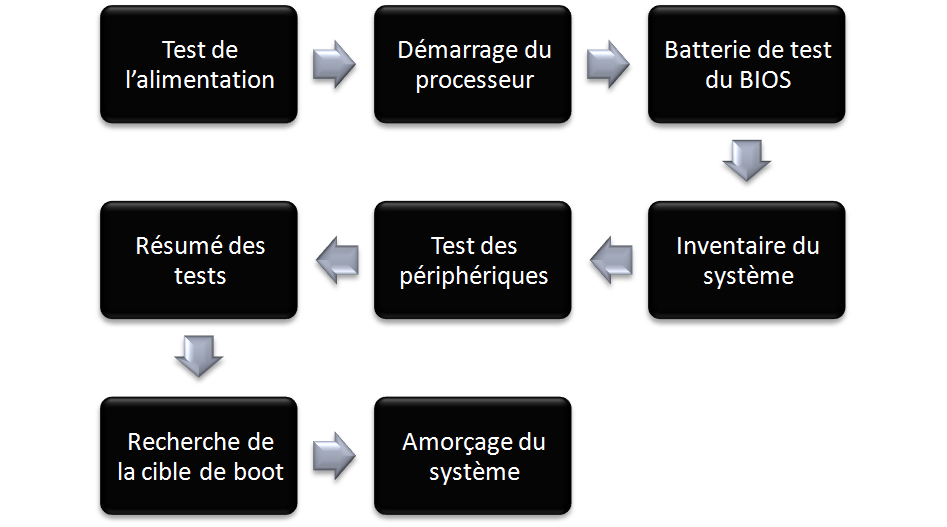 Test de
l’alimentation
Démarrage du
processeur
Batterie de test
du BIOS
Inventaire du
système
Test des
périphériques
Résumé des
tests
Recherche de
la cible de boot
Amorçage du
système